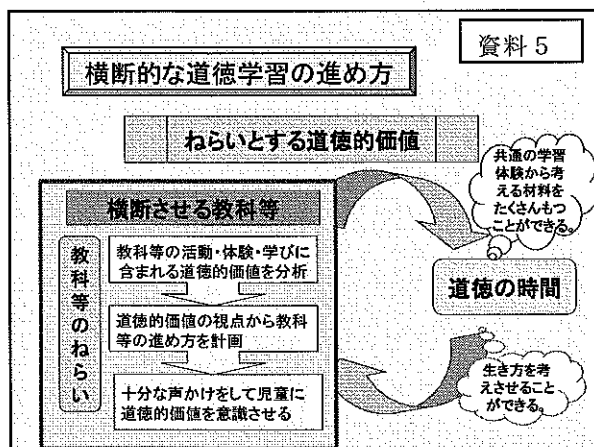 資料5
横断的な道徳学習の進め方
ねらいとする道徳的価値
共通の学習
体験から考
える材料を
たくさんもつ
ことができる。
横断させる教科等
教科等のねらい
教科等の活動・体験・学びに
含まれる道徳的価値を分析
道徳的価値の視点から教科
等の進め方を計画
十分な声かけをして児童に
道徳的価値を意識させる
道徳の時間
生き方を考
えさせること
ができる。